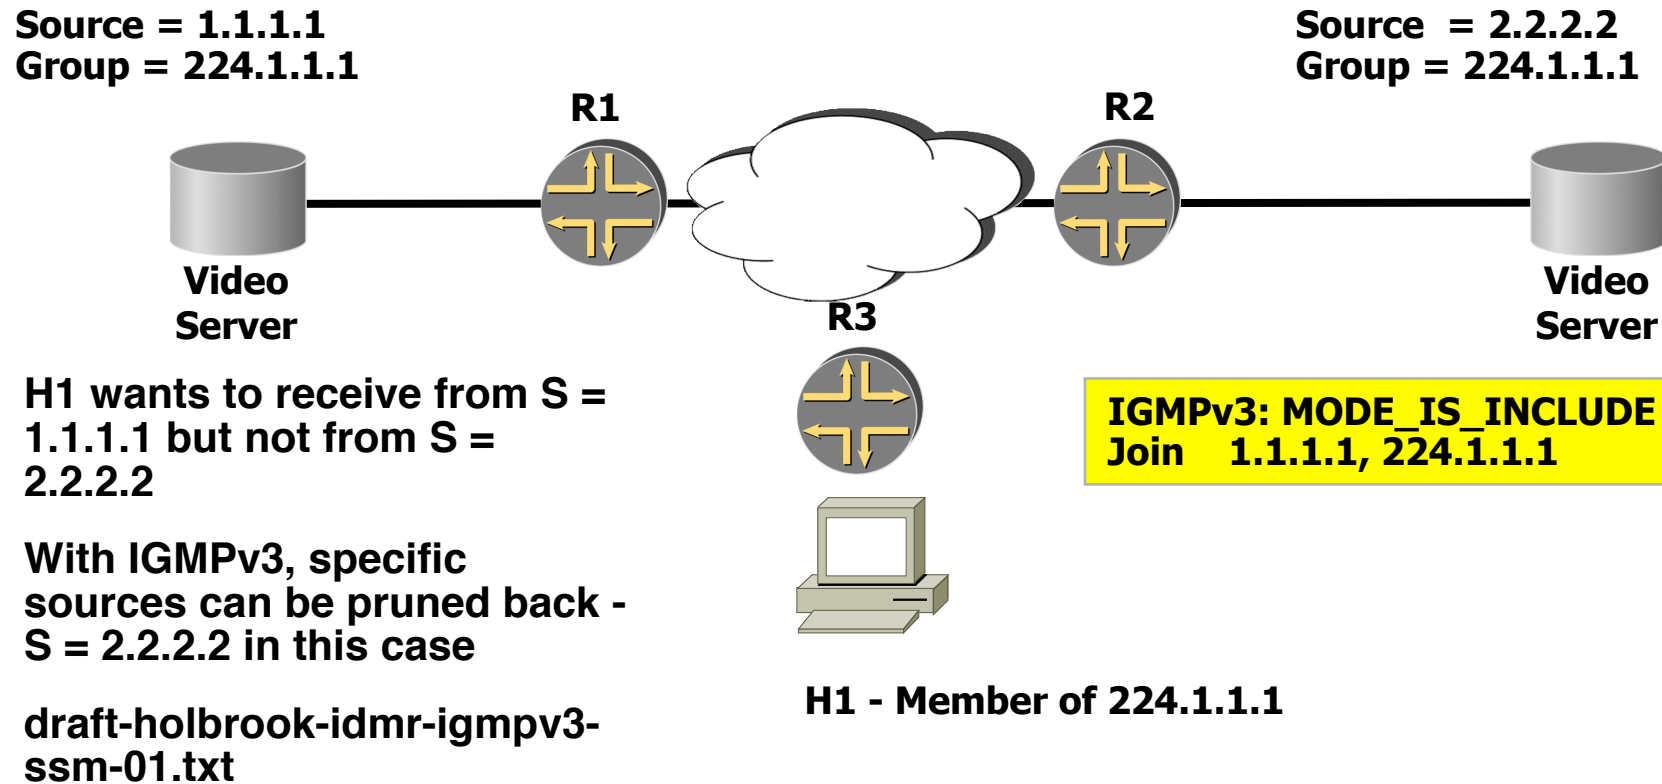 Source = 1.1.1.1
Group = 224.1.1.1
Source = 2.2.2.2
Group = 224.1.1.1
R1
R2
Video
Server
R3
Video
Server
H1 wants to receive from S =
1.1.1.1 but not from S =
2.2.2.2
IGMPv3: MODE_IS_INCLUDE
Join 1.1.1.1, 224.1.1.1
With IGMPv3, specific
sources can be pruned back -
S = 2.2.2.2 in this case
H1 - Member of 224.1.1.1
draft-holbrook-idmr-igmpv3-
ssm-01.txt